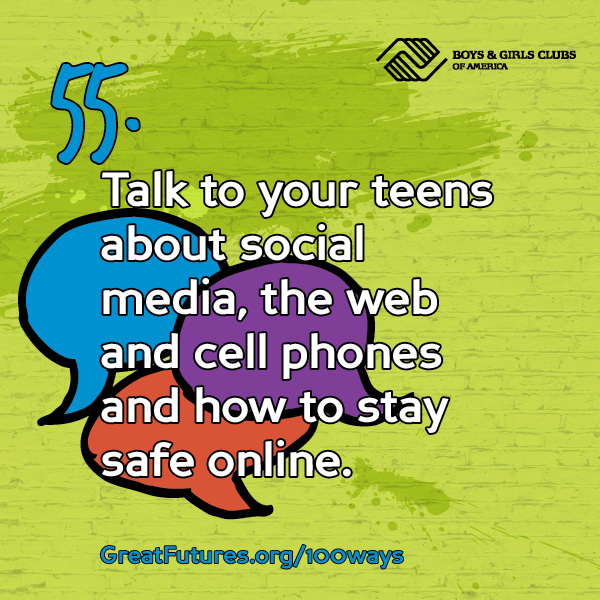 BOYS & GIRLS CLUBS
OF AMERICA
55.
Talk to your teens
about social
media, the web
and cell phones
and how to stay
safe online.
GreatFutures.org/100ways